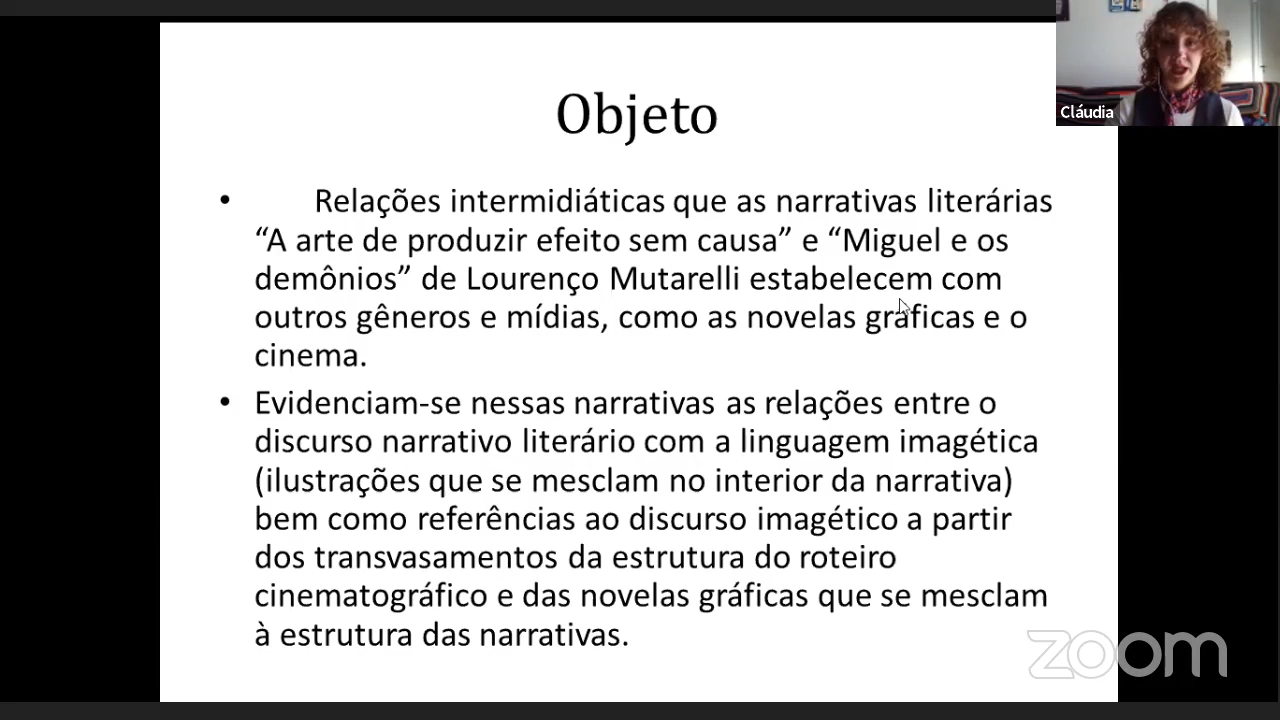 Objeto
Cláudia
• Relações intermidiáticas que as narrativas literárias
“A arte de produzir efeito sem causa” e “Miguel e os
demônios” de Lourenço Mutarelli estabelecem com
outros gêneros e mídias, como as novelas gráficas e o
cinema.
• Evidenciam-se nessas narrativas as relações entre o
discurso narrativo literário com a linguagem imagética
(ilustrações que se mesclam no interior da narrativa)
bem como referências ao discurso imagético a partir
dos transvasamentos da estrutura do roteiro
cinematográfico e das novelas gráficas que se mesclam
à estrutura das narrativas.
zoom